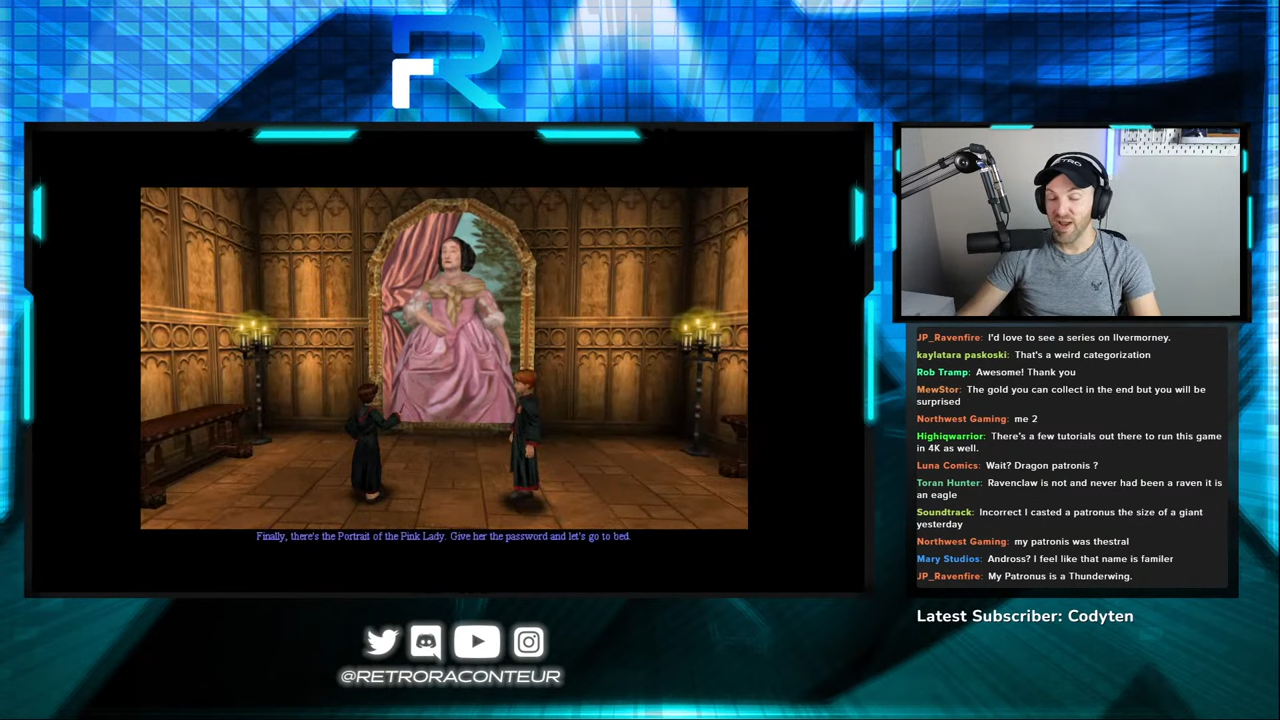 FR
RETRO
JP_Ravenfire: I'd love to see a series on Ilvermorney.
kaylatara paskoski: That's a weird categorization
Rob Tramp: Awesome! Thank you
MewStor: The gold you can collect in the end but you will be
surprised
Northwest Gaming: me 2
Highiqwarrior: There's a few tutorials out there to run this game
in 4K as well.
Luna Comics: Wait? Dragon patronis ?
Toran Hunter: Ravenclaw is not and never had been a raven it is
an eagle
Soundtrack: Incorrect I casted a patronus the size of a giant
yesterday
Northwest Gaming: my patronis was thestral
Mary Studios: Andross? I feel like that name is familer
JP_Ravenfire: My Patronus is a Thunderwing.
Finally, there's the Portrait of the Pink Lady. Give her the password and let's go to bed.
Latest Subscriber: Codyten
@RETRORACONTEUR